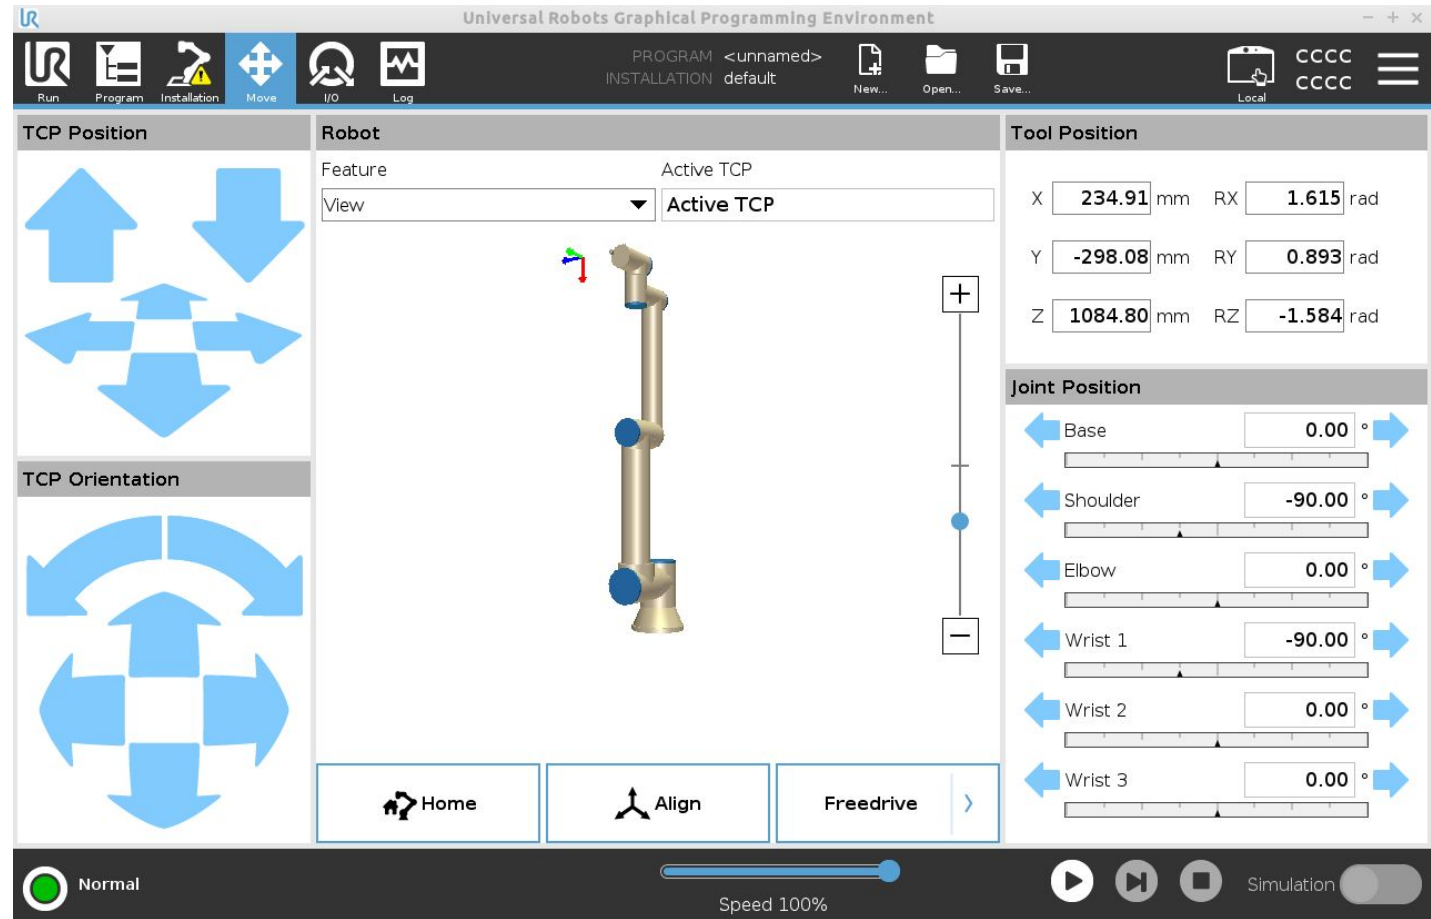 Universal Robots Graphical Programming Environment
UR
Run
Program
Installation
Move
I/O
Log
PROGRAM <unnamed>
INSTALLATION default
New...
Open...
Save...
Local
CCCC
CCCC
TCP Position
Robot
Feature
Active TCP
View
Active TCP
Tool Position
X 234.91 mm RX 1.615 rad
Y -298.08 mm RY 0.893 rad
Z 1084.80 mm RZ -1.584 rad
Joint Position
Base 0.00 °
Shoulder -90.00 °
Elbow 0.00 °
Wrist 1 -90.00 °
Wrist 2 0.00 °
Wrist 3 0.00 °
TCP Orientation
Home
Align
Freedrive
Normal
Speed 100%
Simulation